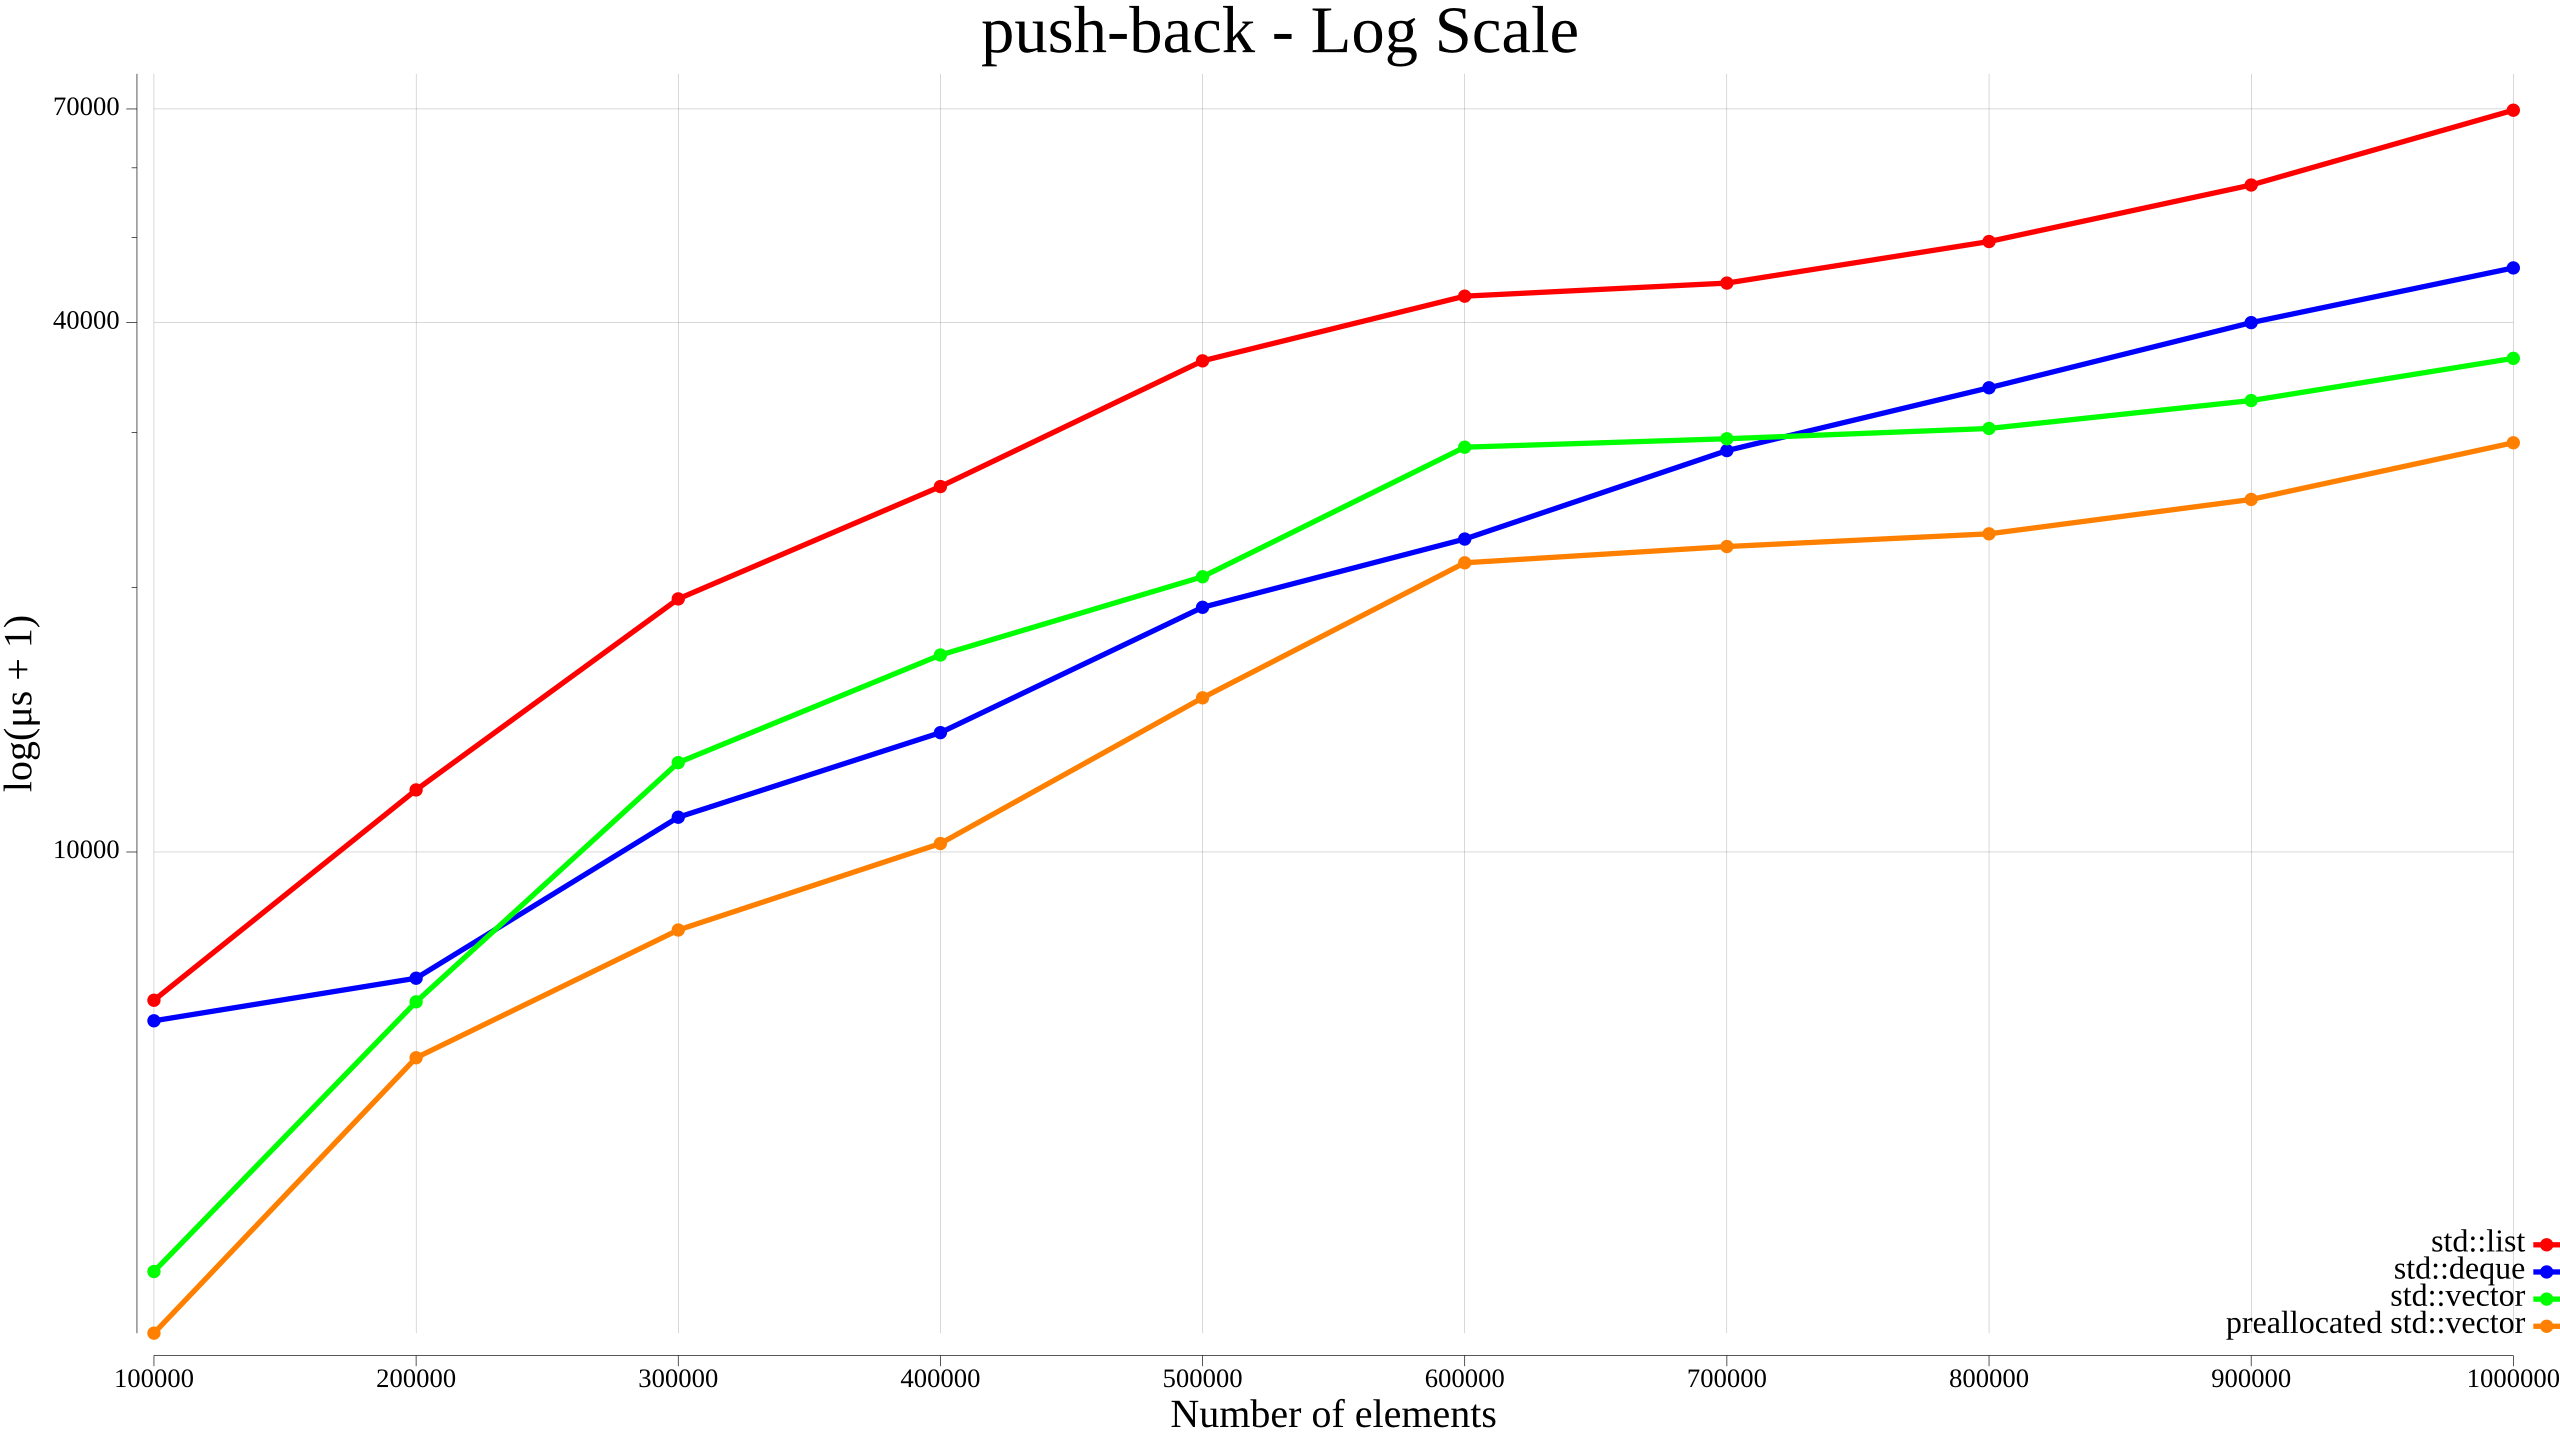 push-back - Log Scale
70000
40000
10000
log(μs + 1)
std::list
std::deque
std::vector
preallocated std::vector
100000 200000 300000 400000 500000 600000 700000 800000 900000 1000000
Number of elements